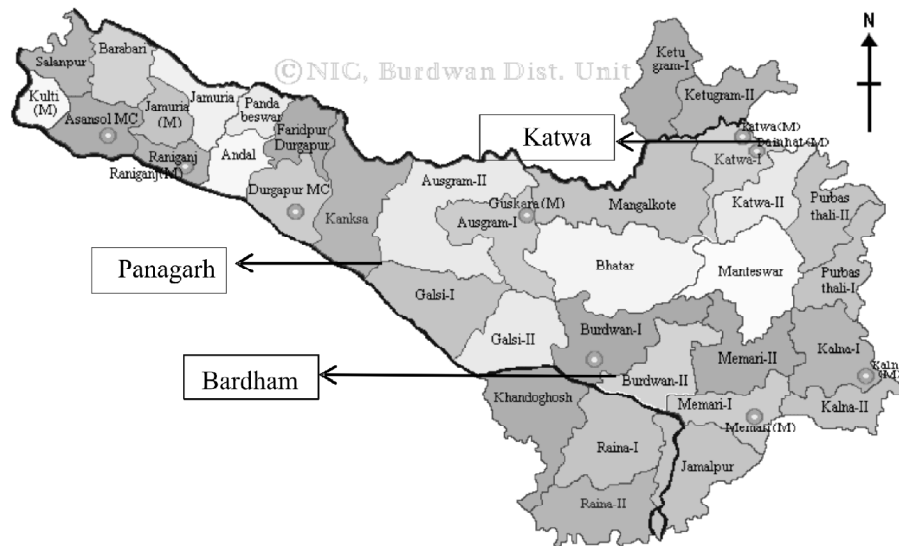 N
Ketu
gram-I
Barabari
Salanpur
© NIC, Burdwan Dist. Unit
Ketugram-II
Kulti
(M)
Jamuria
(M)
Jamuria
Panda
beswar
Asansol MC
Faridpur
Durgapur
Katwa
Katwa(M)
Dainhat(M)
Raniganj
Raniganj(M)
Andal
Katwa-I
Durgapur MC
Kanksa
Ausgram-II
Guskara(M)
Ausgram-I
Mangalkote
Katwa-II
Purbas
thali-II
Panagarh
Bhatar
Manteswar
Purbas
thali-I
Galsi-I
Galsi-II
Burdwan-I
Memari-II
Kalna-I
Bardham
Burdwan-II
Kaln
(M)
Khandoghosh
Memari-I
Memari(M)
Kalna-II
Raina-I
Jamalpur
Raina-II